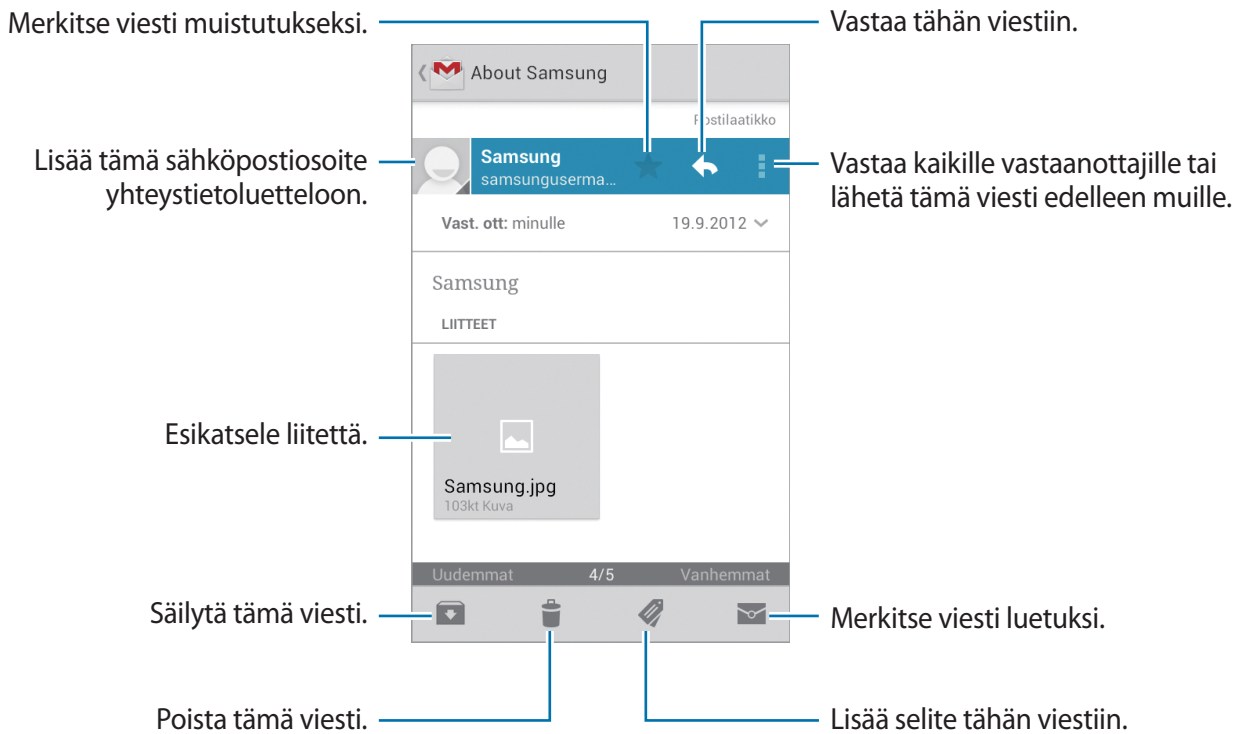 Merkitse viesti muistutukseksi.
Vastaa tähän viestiin.
About Samsung
Postilaatikko
Lisää tämä sähköpostiosoite
yhteystietoluetteloon.
Samsung
samsunguserma...
Vastaa kaikille vastaanottajille tai
lähetä tämä viesti edelleen muille.
Vast. ott: minulle
19.9.2012
Samsung
LIITTEET
Esikatsele liitettä.
Samsung.jpg
103kt Kuva
Uudemmat
4/5
Vanhemmat
Säilytä tämä viesti.
Merkitse viesti luetuksi.
Poista tämä viesti.
Lisää selite tähän viestiin.